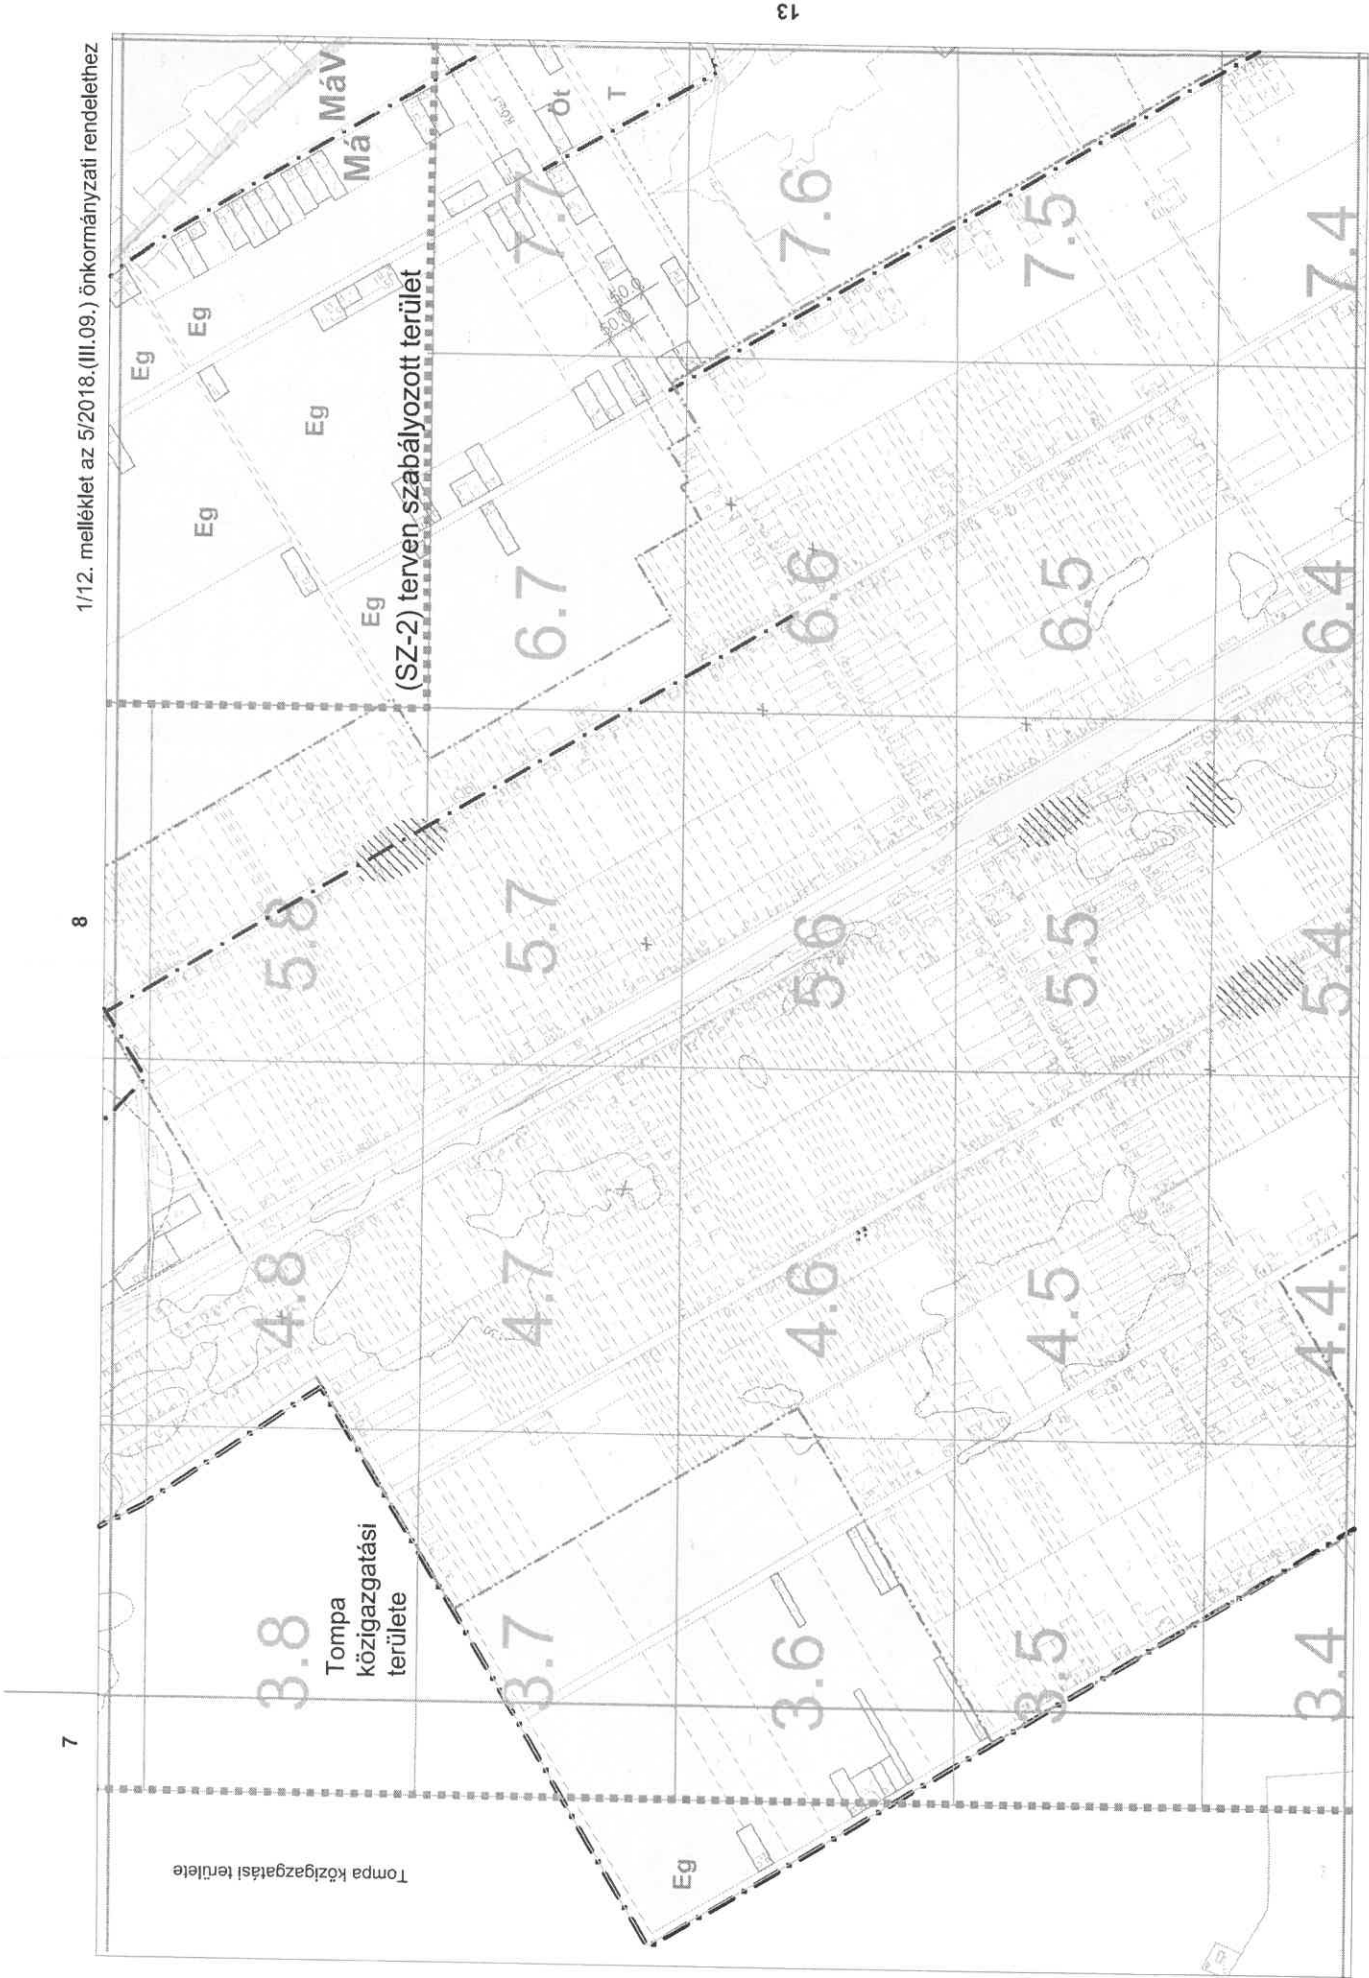 1/12. melléklet az 5/2018.(III.09.) önkormányzati rendelethez
7
8
13
Tompa közigazgatási területe
Tompa
közigazgatási
területe
3.8
4.8
5.8
Eg
Eg
Eg
Eg
Eg
Má
MáV
(SZ-2) terven szabályozott terület
3.7
4.7
5.7
6.7
7.7
Öt
T
50.0
50.0
Eg
3.6
4.6
5.6
6.6
7.6
3.5
4.5
5.5
6.5
7.5
3.4
4.4
5.4
6.4
7.4